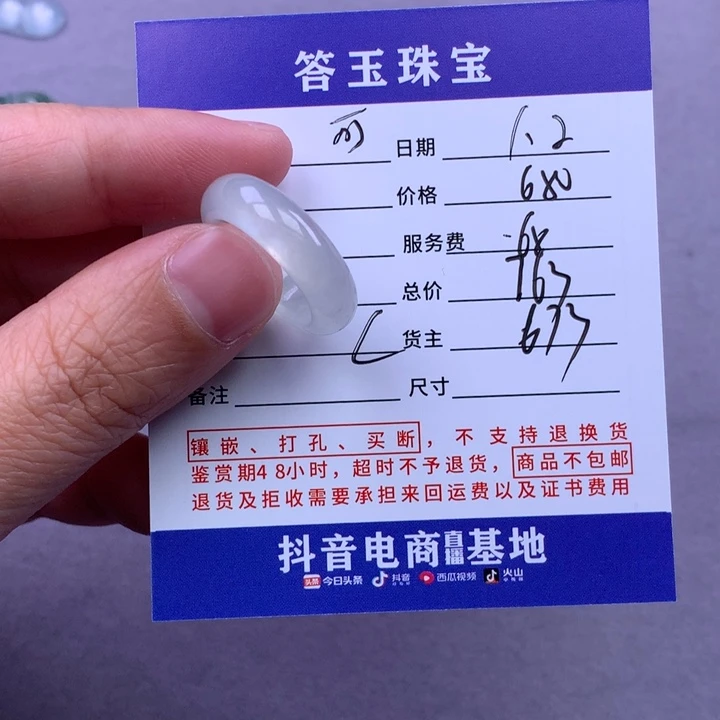 答玉珠宝
日期 1.2
价格 680
服务费 68
总价
货主
备注 尺寸
镶嵌、打孔、买断，不支持退换货
鉴赏期48小时，超时不予退货，商品不包邮
退货及拒收需要承担来回运费以及证书费用
抖音电商直播基地
头条 今日头条 抖音 西瓜视频 火山